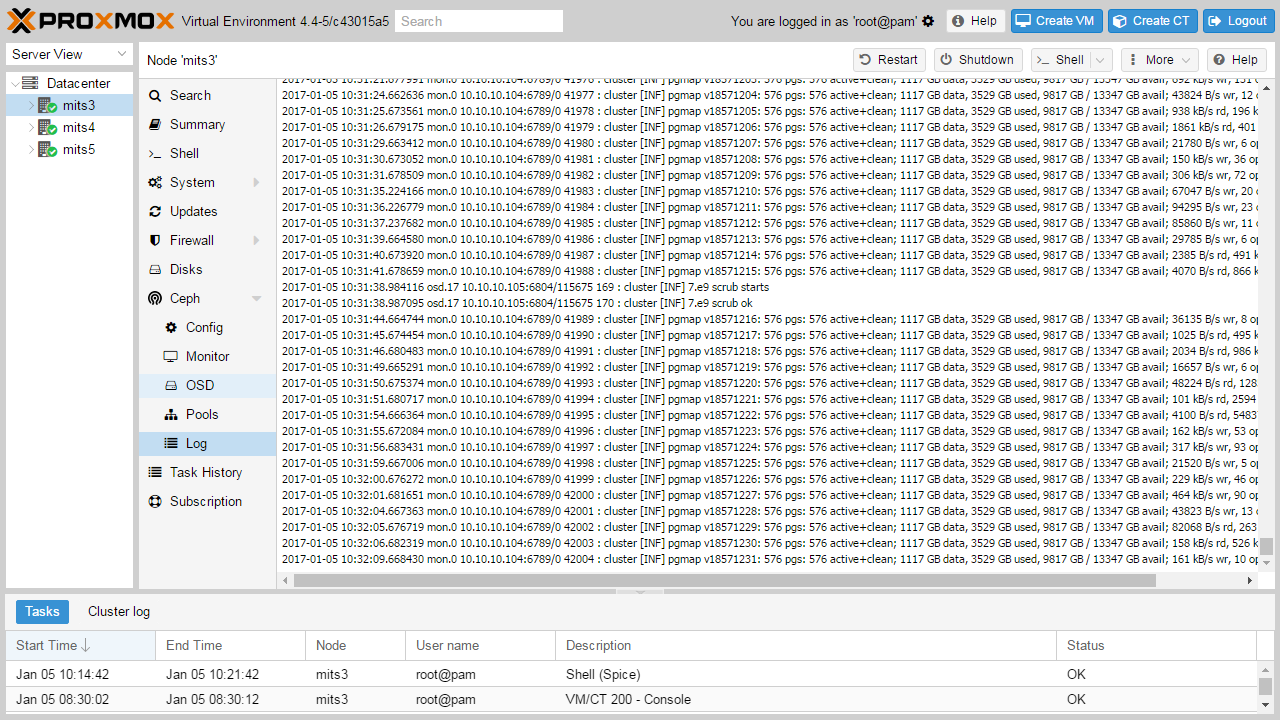 PROXMOX Virtual Environment 4.4-5/c43015a5 Search You are logged in as 'root@pam' Help Create VM Create CT Logout
Server View
Datacenter
mits3
mits4
mits5
Node 'mits3' Restart Shutdown Shell More Help
Search
Summary
Shell
System
Updates
Firewall
Disks
Ceph
Config
Monitor
OSD
Pools
Log
Task History
Subscription
2017-01-05 10:31:21.677991 mon.0 10.10.10.104:6789/0 41976 : cluster [INF] pgmap v18571203: 576 pgs: 576 active+clean; 1117 GB data, 3529 GB used, 9817 GB / 13347 GB avail; 692 kB/s rd, 131
2017-01-05 10:31:24.662636 mon.0 10.10.10.104:6789/0 41977 : cluster [INF] pgmap v18571204: 576 pgs: 576 active+clean; 1117 GB data, 3529 GB used, 9817 GB / 13347 GB avail; 43824 B/s wr, 12
2017-01-05 10:31:25.673561 mon.0 10.10.10.104:6789/0 41978 : cluster [INF] pgmap v18571205: 576 pgs: 576 active+clean; 1117 GB data, 3529 GB used, 9817 GB / 13347 GB avail; 938 kB/s rd, 196 k
2017-01-05 10:31:26.679175 mon.0 10.10.10.104:6789/0 41979 : cluster [INF] pgmap v18571206: 576 pgs: 576 active+clean; 1117 GB data, 3529 GB used, 9817 GB / 13347 GB avail; 1861 kB/s rd, 401
2017-01-05 10:31:29.663412 mon.0 10.10.10.104:6789/0 41980 : cluster [INF] pgmap v18571207: 576 pgs: 576 active+clean; 1117 GB data, 3529 GB used, 9817 GB / 13347 GB avail; 21780 B/s wr, 6 op
2017-01-05 10:31:30.673052 mon.0 10.10.10.104:6789/0 41981 : cluster [INF] pgmap v18571208: 576 pgs: 576 active+clean; 1117 GB data, 3529 GB used, 9817 GB / 13347 GB avail; 150 kB/s wr, 36 op
2017-01-05 10:31:31.678509 mon.0 10.10.10.104:6789/0 41982 : cluster [INF] pgmap v18571209: 576 pgs: 576 active+clean; 1117 GB data, 3529 GB used, 9817 GB / 13347 GB avail; 306 kB/s wr, 72 op
2017-01-05 10:31:35.224166 mon.0 10.10.10.104:6789/0 41983 : cluster [INF] pgmap v18571210: 576 pgs: 576 active+clean; 1117 GB data, 3529 GB used, 9817 GB / 13347 GB avail; 67047 B/s wr, 20 o
2017-01-05 10:31:36.226779 mon.0 10.10.10.104:6789/0 41984 : cluster [INF] pgmap v18571211: 576 pgs: 576 active+clean; 1117 GB data, 3529 GB used, 9817 GB / 13347 GB avail; 94295 B/s wr, 23 o
2017-01-05 10:31:37.237682 mon.0 10.10.10.104:6789/0 41985 : cluster [INF] pgmap v18571212: 576 pgs: 576 active+clean; 1117 GB data, 3529 GB used, 9817 GB / 13347 GB avail; 85860 B/s wr, 11 o
2017-01-05 10:31:39.664580 mon.0 10.10.10.104:6789/0 41986 : cluster [INF] pgmap v18571213: 576 pgs: 576 active+clean; 1117 GB data, 3529 GB used, 9817 GB / 13347 GB avail; 29785 B/s wr, 6 op
2017-01-05 10:31:40.673920 mon.0 10.10.10.104:6789/0 41987 : cluster [INF] pgmap v18571214: 576 pgs: 576 active+clean; 1117 GB data, 3529 GB used, 9817 GB / 13347 GB avail; 2385 B/s rd, 491 k
2017-01-05 10:31:41.678659 mon.0 10.10.10.104:6789/0 41988 : cluster [INF] pgmap v18571215: 576 pgs: 576 active+clean; 1117 GB data, 3529 GB used, 9817 GB / 13347 GB avail; 4070 B/s rd, 866 k
2017-01-05 10:31:38.984116 osd.17 10.10.10.105:6804/115675 169 : cluster [INF] 7.e9 scrub starts
2017-01-05 10:31:38.987095 osd.17 10.10.10.105:6804/115675 170 : cluster [INF] 7.e9 scrub ok
2017-01-05 10:31:44.664744 mon.0 10.10.10.104:6789/0 41989 : cluster [INF] pgmap v18571216: 576 pgs: 576 active+clean; 1117 GB data, 3529 GB used, 9817 GB / 13347 GB avail; 36135 B/s wr, 8 op
2017-01-05 10:31:45.674454 mon.0 10.10.10.104:6789/0 41990 : cluster [INF] pgmap v18571217: 576 pgs: 576 active+clean; 1117 GB data, 3529 GB used, 9817 GB / 13347 GB avail; 1025 B/s rd, 495 k
2017-01-05 10:31:46.680483 mon.0 10.10.10.104:6789/0 41991 : cluster [INF] pgmap v18571218: 576 pgs: 576 active+clean; 1117 GB data, 3529 GB used, 9817 GB / 13347 GB avail; 2034 B/s rd, 986 k
2017-01-05 10:31:49.665291 mon.0 10.10.10.104:6789/0 41992 : cluster [INF] pgmap v18571219: 576 pgs: 576 active+clean; 1117 GB data, 3529 GB used, 9817 GB / 13347 GB avail; 16657 B/s wr, 6 op
2017-01-05 10:31:50.675374 mon.0 10.10.10.104:6789/0 41993 : cluster [INF] pgmap v18571220: 576 pgs: 576 active+clean; 1117 GB data, 3529 GB used, 9817 GB / 13347 GB avail; 48224 B/s rd, 128
2017-01-05 10:31:51.680717 mon.0 10.10.10.104:6789/0 41994 : cluster [INF] pgmap v18571221: 576 pgs: 576 active+clean; 1117 GB data, 3529 GB used, 9817 GB / 13347 GB avail; 101 kB/s rd, 2594
2017-01-05 10:31:54.666364 mon.0 10.10.10.104:6789/0 41995 : cluster [INF] pgmap v18571222: 576 pgs: 576 active+clean; 1117 GB data, 3529 GB used, 9817 GB / 13347 GB avail; 4100 B/s rd, 54837
2017-01-05 10:31:55.672084 mon.0 10.10.10.104:6789/0 41996 : cluster [INF] pgmap v18571223: 576 pgs: 576 active+clean; 1117 GB data, 3529 GB used, 9817 GB / 13347 GB avail; 162 kB/s wr, 53 op
2017-01-05 10:31:56.683431 mon.0 10.10.10.104:6789/0 41997 : cluster [INF] pgmap v18571224: 576 pgs: 576 active+clean; 1117 GB data, 3529 GB used, 9817 GB / 13347 GB avail; 317 kB/s wr, 93 op
2017-01-05 10:31:59.667006 mon.0 10.10.10.104:6789/0 41998 : cluster [INF] pgmap v18571225: 576 pgs: 576 active+clean; 1117 GB data, 3529 GB used, 9817 GB / 13347 GB avail; 21520 B/s wr, 5 op
2017-01-05 10:32:00.676272 mon.0 10.10.10.104:6789/0 41999 : cluster [INF] pgmap v18571226: 576 pgs: 576 active+clean; 1117 GB data, 3529 GB used, 9817 GB / 13347 GB avail; 229 kB/s wr, 46 op
2017-01-05 10:32:01.681651 mon.0 10.10.10.104:6789/0 42000 : cluster [INF] pgmap v18571227: 576 pgs: 576 active+clean; 1117 GB data, 3529 GB used, 9817 GB / 13347 GB avail; 464 kB/s wr, 90 op
2017-01-05 10:32:04.667363 mon.0 10.10.10.104:6789/0 42001 : cluster [INF] pgmap v18571228: 576 pgs: 576 active+clean; 1117 GB data, 3529 GB used, 9817 GB / 13347 GB avail; 43823 B/s wr, 13 o
2017-01-05 10:32:05.676719 mon.0 10.10.10.104:6789/0 42002 : cluster [INF] pgmap v18571229: 576 pgs: 576 active+clean; 1117 GB data, 3529 GB used, 9817 GB / 13347 GB avail; 82068 B/s rd, 263
2017-01-05 10:32:06.682319 mon.0 10.10.10.104:6789/0 42003 : cluster [INF] pgmap v18571230: 576 pgs: 576 active+clean; 1117 GB data, 3529 GB used, 9817 GB / 13347 GB avail; 158 kB/s rd, 526 k
2017-01-05 10:32:09.668430 mon.0 10.10.10.104:6789/0 42004 : cluster [INF] pgmap v18571231: 576 pgs: 576 active+clean; 1117 GB data, 3529 GB used, 9817 GB / 13347 GB avail; 161 kB/s wr, 10 op
Tasks Cluster log
Start Time End Time Node User name Description Status
Jan 05 10:14:42 Jan 05 10:21:42 mits3 root@pam Shell (Spice) OK
Jan 05 08:30:02 Jan 05 08:30:12 mits3 root@pam VM/CT 200 - Console OK